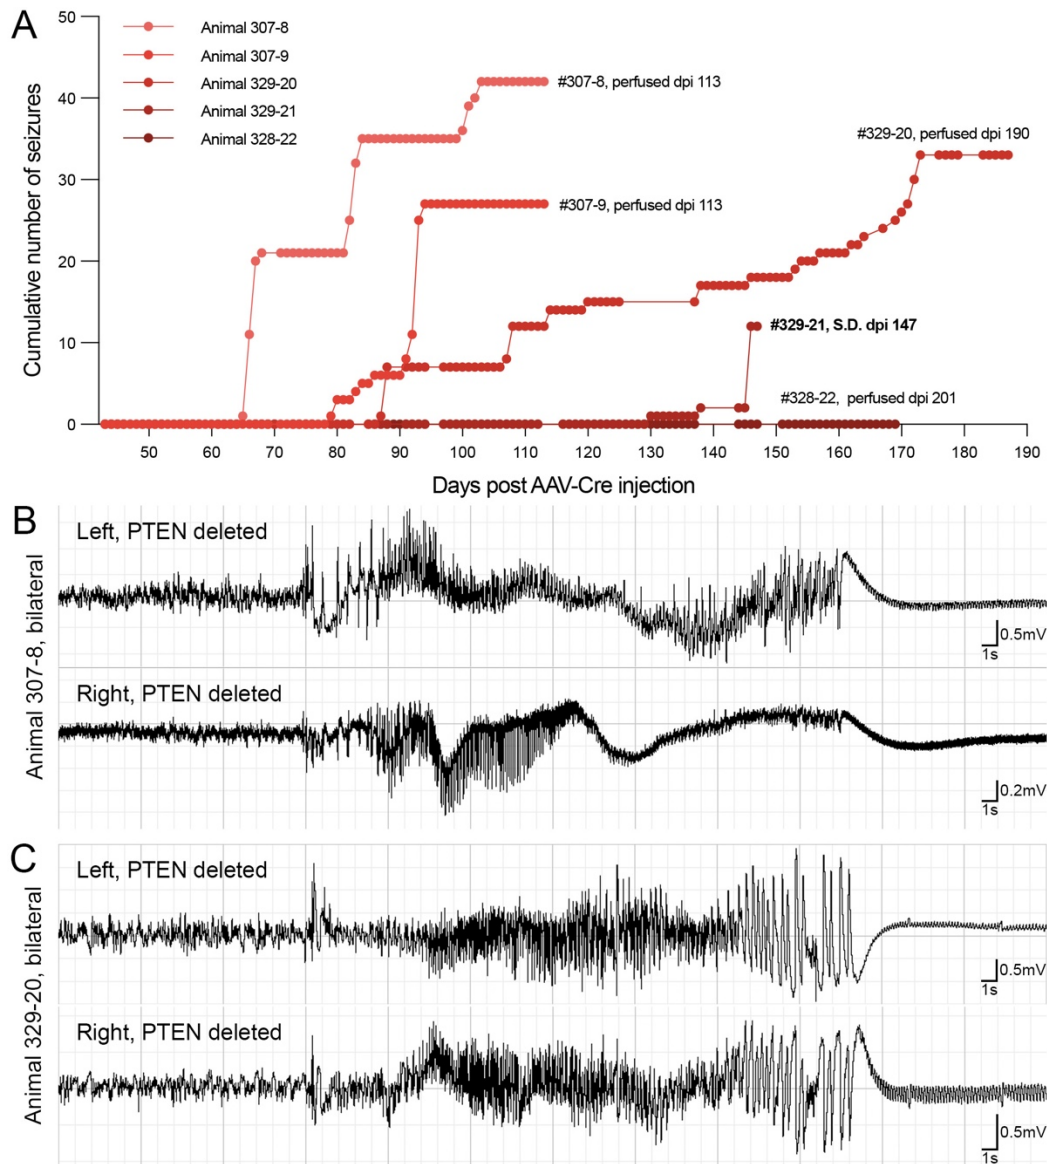 A
Animal 307-8
Animal 307-9
Animal 329-20
Animal 329-21
Animal 328-22
Cumulative number of seizures
50
40
30
20
10
0
#307-8, perfused dpi 113
#329-20, perfused dpi 190
#307-9, perfused dpi 113
#329-21, S.D. dpi 147
#328-22, perfused dpi 201
50 60 70 80 90 100 110 120 130 140 150 160 170 180 190
Days post AAV-Cre injection
B
Animal 307-8, bilateral
Left, PTEN deleted
0.5mV
1s
Right, PTEN deleted
0.2mV
1s
C
Animal 329-20, bilateral
Left, PTEN deleted
0.5mV
1s
Right, PTEN deleted
0.5mV
1s